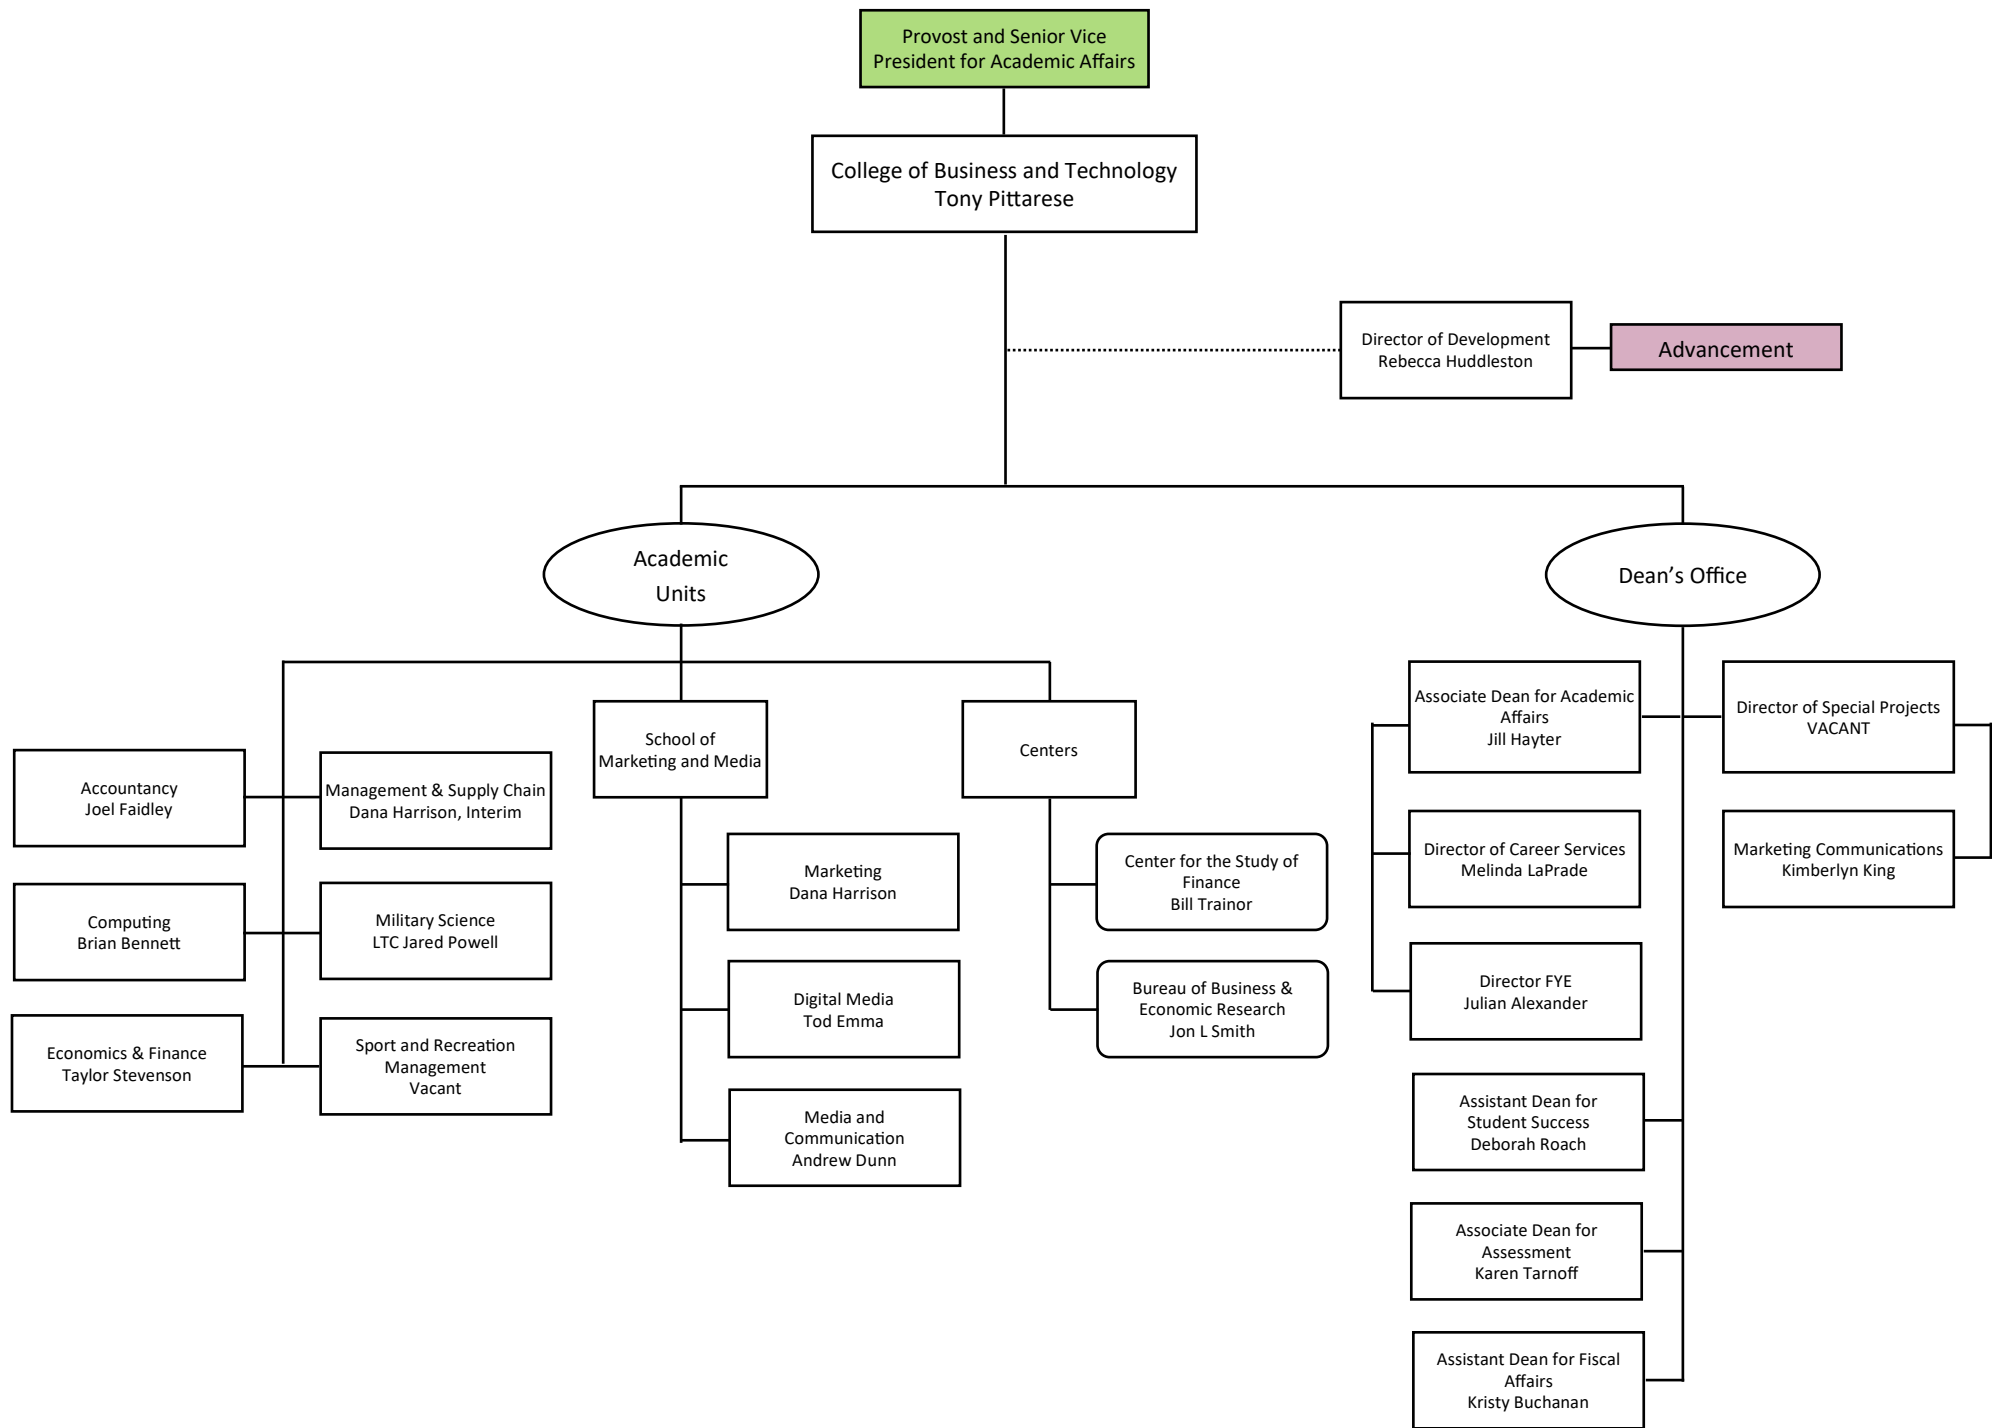 Provost and Senior Vice
President for Academic Affairs
College of Business and Technology
Tony Pittarese
Director of Development
Rebecca Huddleston
Advancement
Academic
Units
Dean’s Office
School of
Marketing and Media
Centers
Accountancy
Joel Faidley
Management & Supply Chain
Dana Harrison, Interim
Computing
Brian Bennett
Military Science
LTC Jared Powell
Economics & Finance
Taylor Stevenson
Sport and Recreation
Management
Vacant
Marketing
Dana Harrison
Digital Media
Tod Emma
Media and
Communication
Andrew Dunn
Center for the Study of
Finance
Bill Trainor
Bureau of Business &
Economic Research
Jon L Smith
Associate Dean for Academic
Affairs
Jill Hayter
Director of Special Projects
VACANT
Director of Career Services
Melinda LaPrade
Marketing Communications
Kimberlyn King
Director FYE
Julian Alexander
Assistant Dean for
Student Success
Deborah Roach
Associate Dean for
Assessment
Karen Tarnoff
Assistant Dean for Fiscal
Affairs
Kristy Buchanan